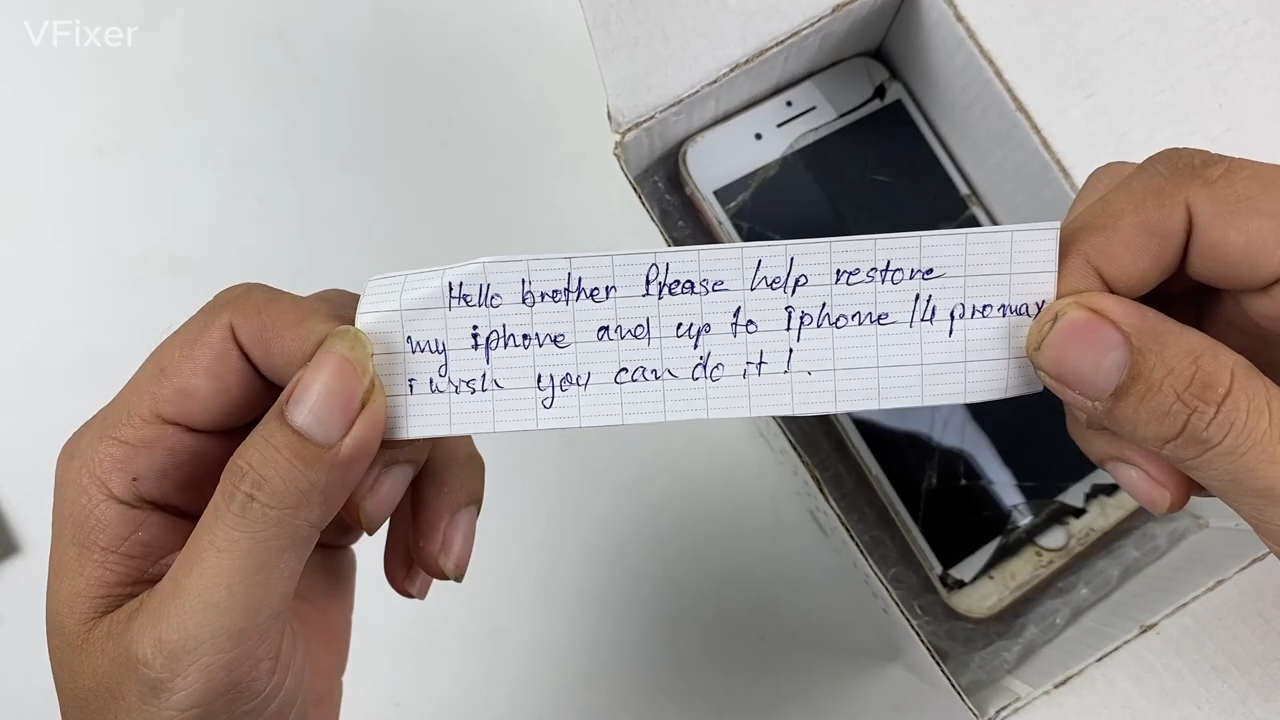 VFixer
Hello brother Please help restore
my iphone and up to iphone 14 promax
i wish you can do it !.